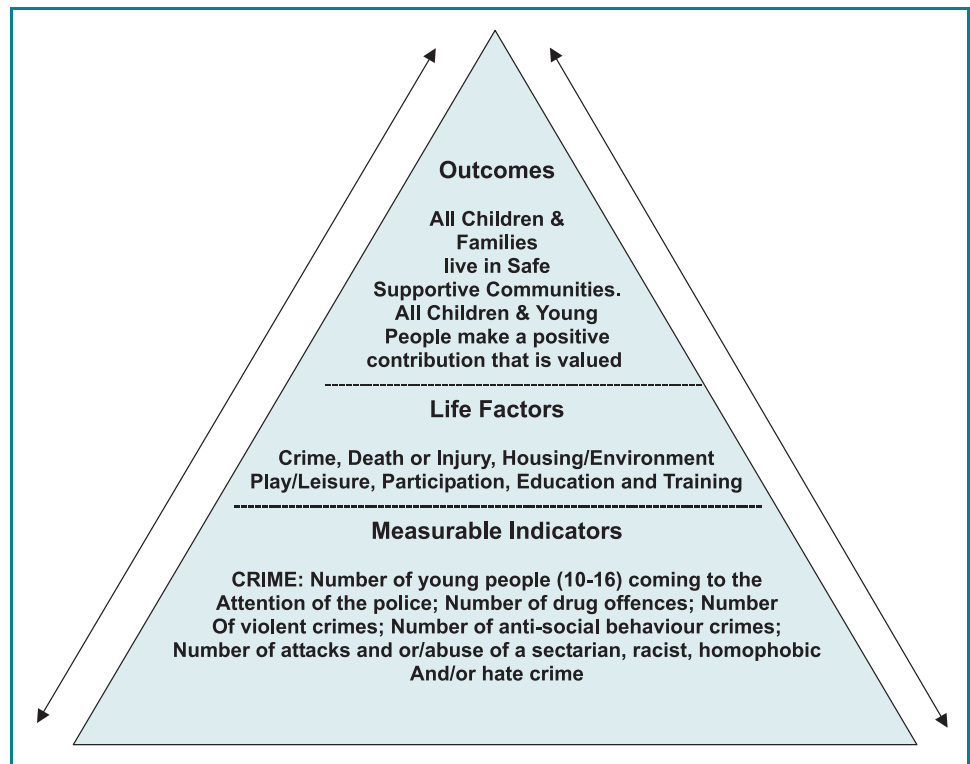 Outcomes
All Children &
Families
live in Safe
Supportive Communities.
All Children & Young
People make a positive
contribution that is valued
Life Factors
Crime, Death or Injury, Housing/Environment
Play/Leisure, Participation, Education and Training
Measurable Indicators
CRIME: Number of young people (10-16) coming to the
Attention of the police; Number of drug offences; Number
Of violent crimes; Number of anti-social behaviour crimes;
Number of attacks and or/abuse of a sectarian, racist, homophobic
And/or hate crime